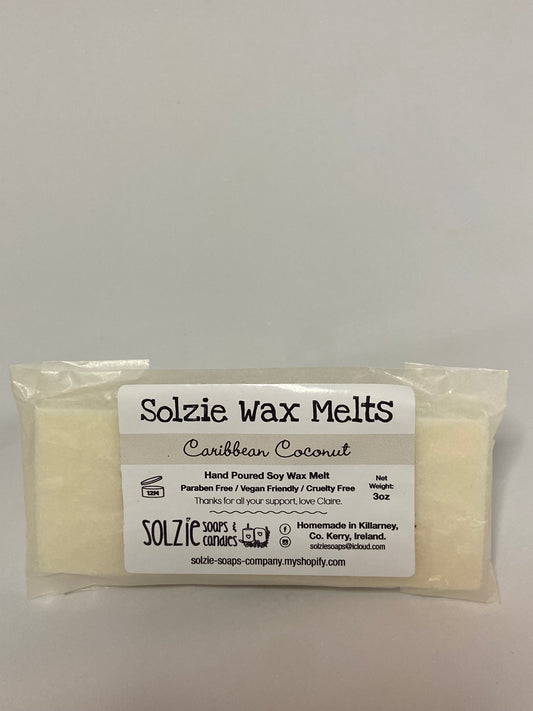 Solzie Wax Melts
Caribbean Coconut
Hand Poured Soy Wax Melt
Paraben Free / Vegan Friendly / Cruelty Free
Thanks for all your support, love Claire.
12M
Net
Weight:
3oz
SOLZiE SOAPS &
CANDLES
Homemade in Killarney,
Co. Kerry, Ireland.
solziesoaps@icloud.com
solzie-soaps-company.myshopify.com